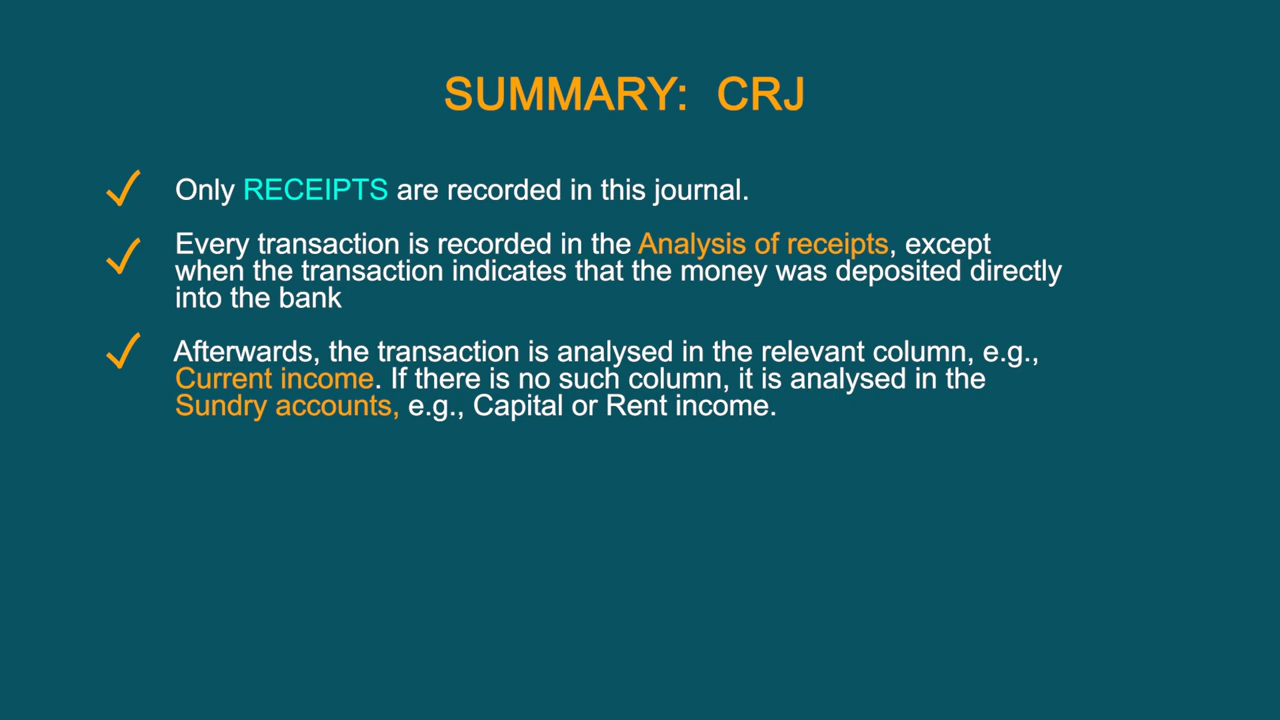 SUMMARY: CRJ
Only RECEIPTS are recorded in this journal.
Every transaction is recorded in the Analysis of receipts, except
when the transaction indicates that the money was deposited directly
into the bank
Afterwards, the transaction is analysed in the relevant column, e.g.,
Current income. If there is no such column, it is analysed in the
Sundry accounts, e.g., Capital or Rent income.